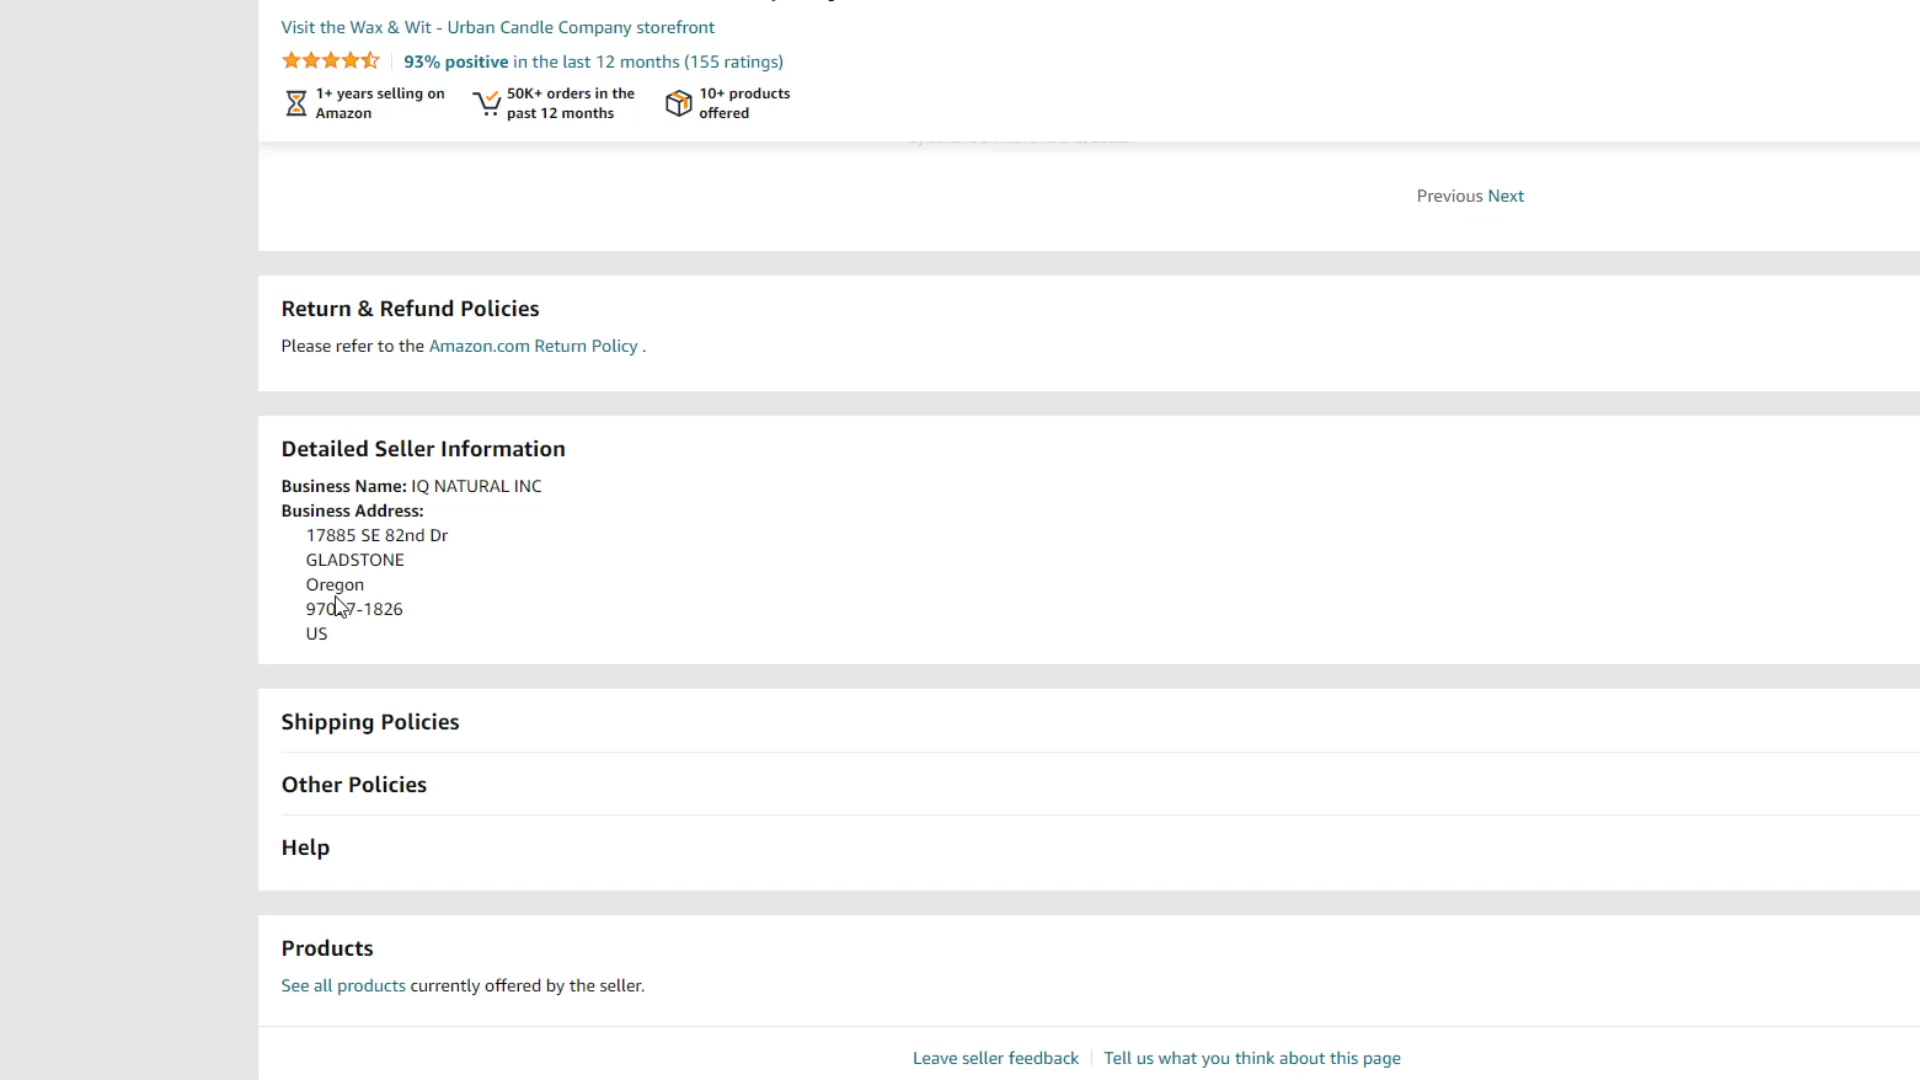 Visit the Wax & Wit - Urban Candle Company storefront
93% positive in the last 12 months (155 ratings)
1+ years selling on Amazon
50K+ orders in the past 12 months
10+ products offered
Previous Next
Return & Refund Policies
Please refer to the Amazon.com Return Policy .
Detailed Seller Information
Business Name: IQ NATURAL INC
Business Address:
17885 SE 82nd Dr
GLADSTONE
Oregon
US
Shipping Policies
Other Policies
Help
Products
See all products currently offered by the seller.
Leave seller feedback
Tell us what you think about this page